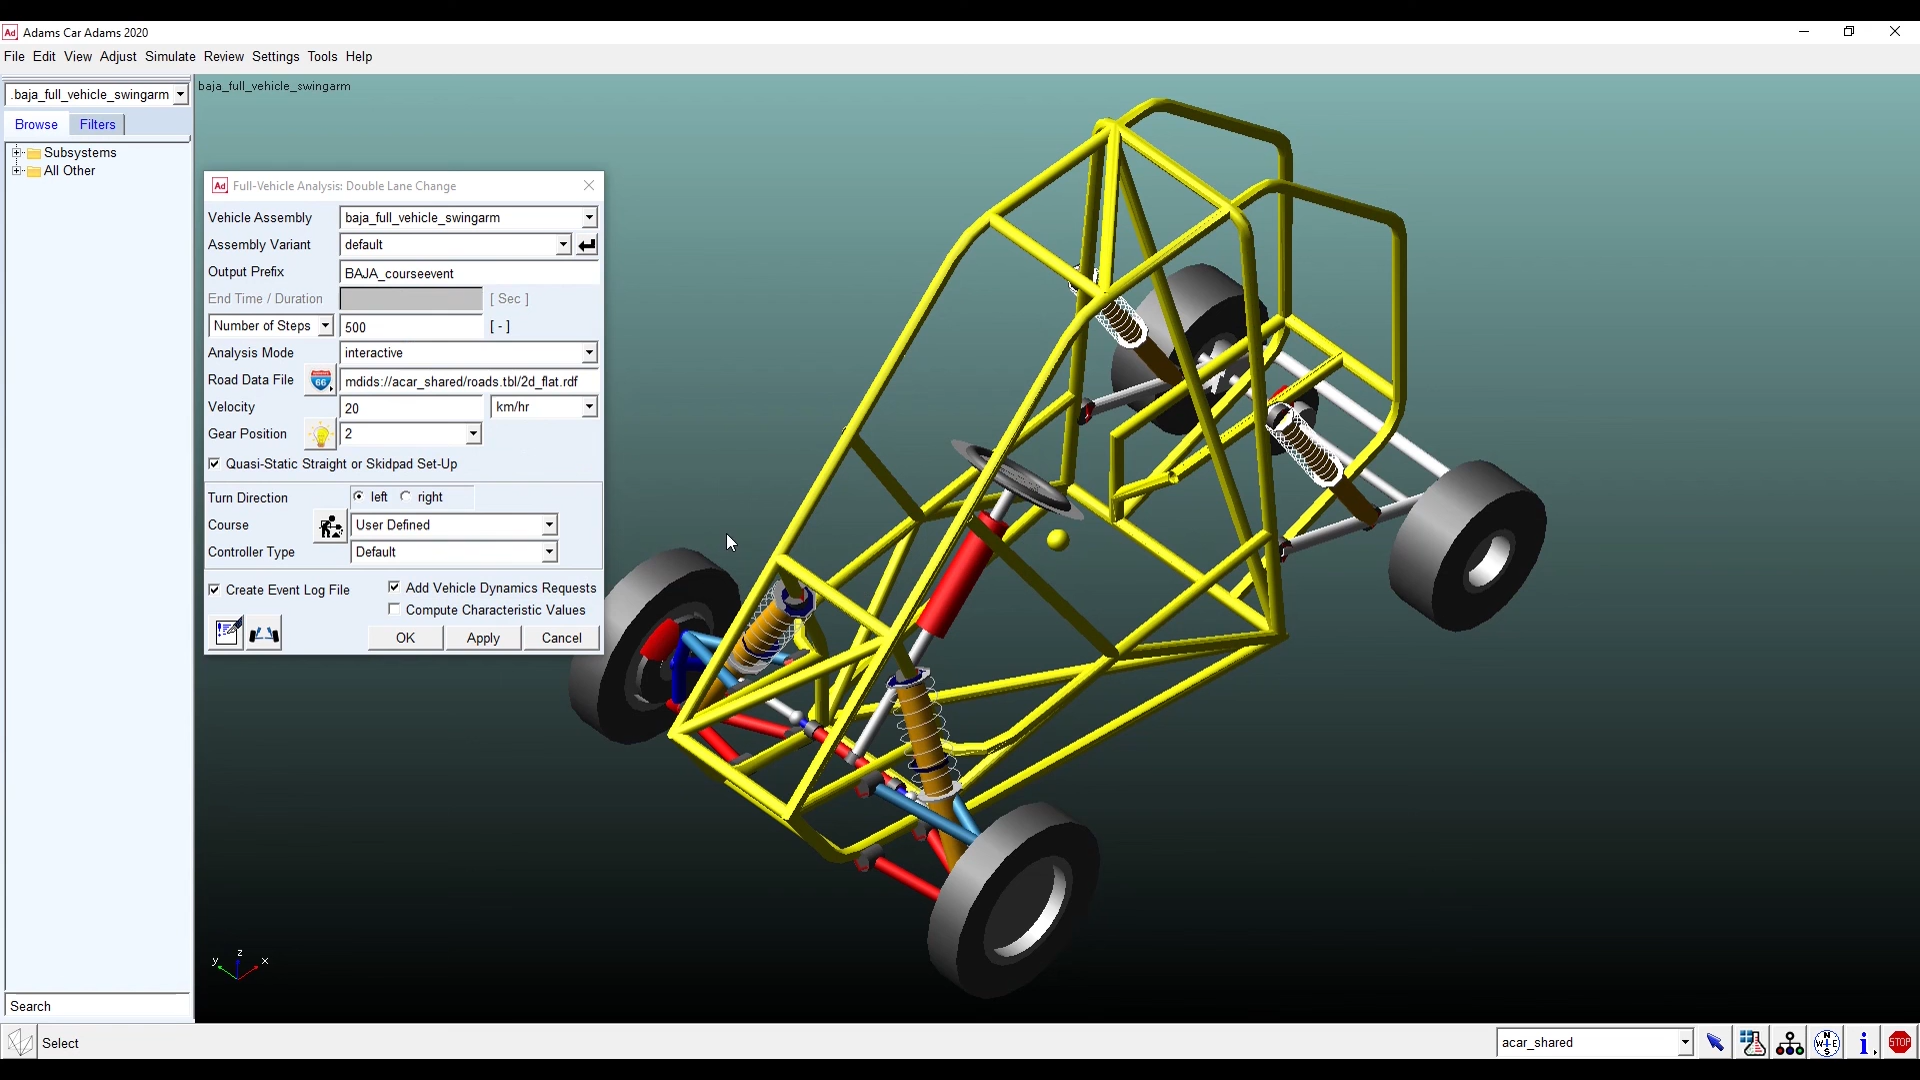 Ad Adams Car Adams 2020
File Edit View Adjust Simulate Review Settings Tools Help
.baja_full_vehicle_swingarm
baja_full_vehicle_swingarm
Browse Filters
Subsystems
All Other
Ad Full-Vehicle Analysis: Double Lane Change
Vehicle Assembly baja_full_vehicle_swingarm
Assembly Variant default
Output Prefix BAJA_courseevent
End Time / Duration [ Sec ]
Number of Steps 500 [ - ]
Analysis Mode interactive
Road Data File 66 mdids://acar_shared/roads.tbl/2d_flat.rdf
Velocity 20 km/hr
Gear Position 2
Quasi-Static Straight or Skidpad Set-Up
Turn Direction left right
Course User Defined
Controller Type Default
Create Event Log File Add Vehicle Dynamics Requests
Compute Characteristic Values
OK Apply Cancel
z
y x
Search
Select acar_shared N W E S i STOP